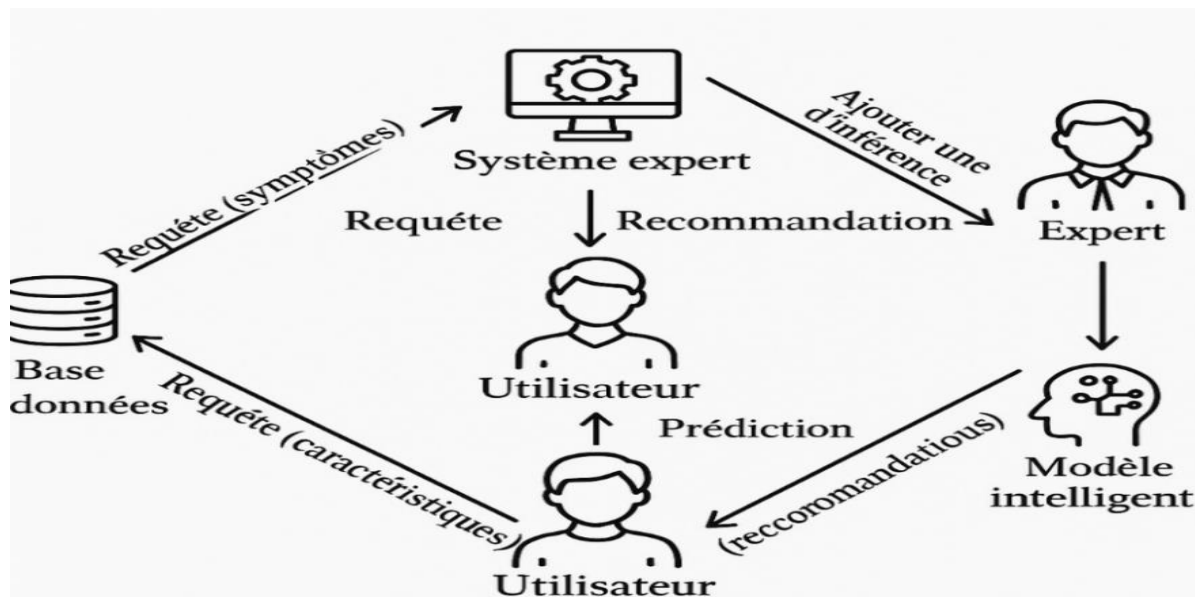 Système expert
Requéte (symptômes)
Ajouter une
d'inférence
Expert
Requéte
Recommandation
Utilisateur
Base
données
Requéte (caractéristiques)
Prédiction
(reccoromandatious)
Modèle
intelligent
Utilisateur